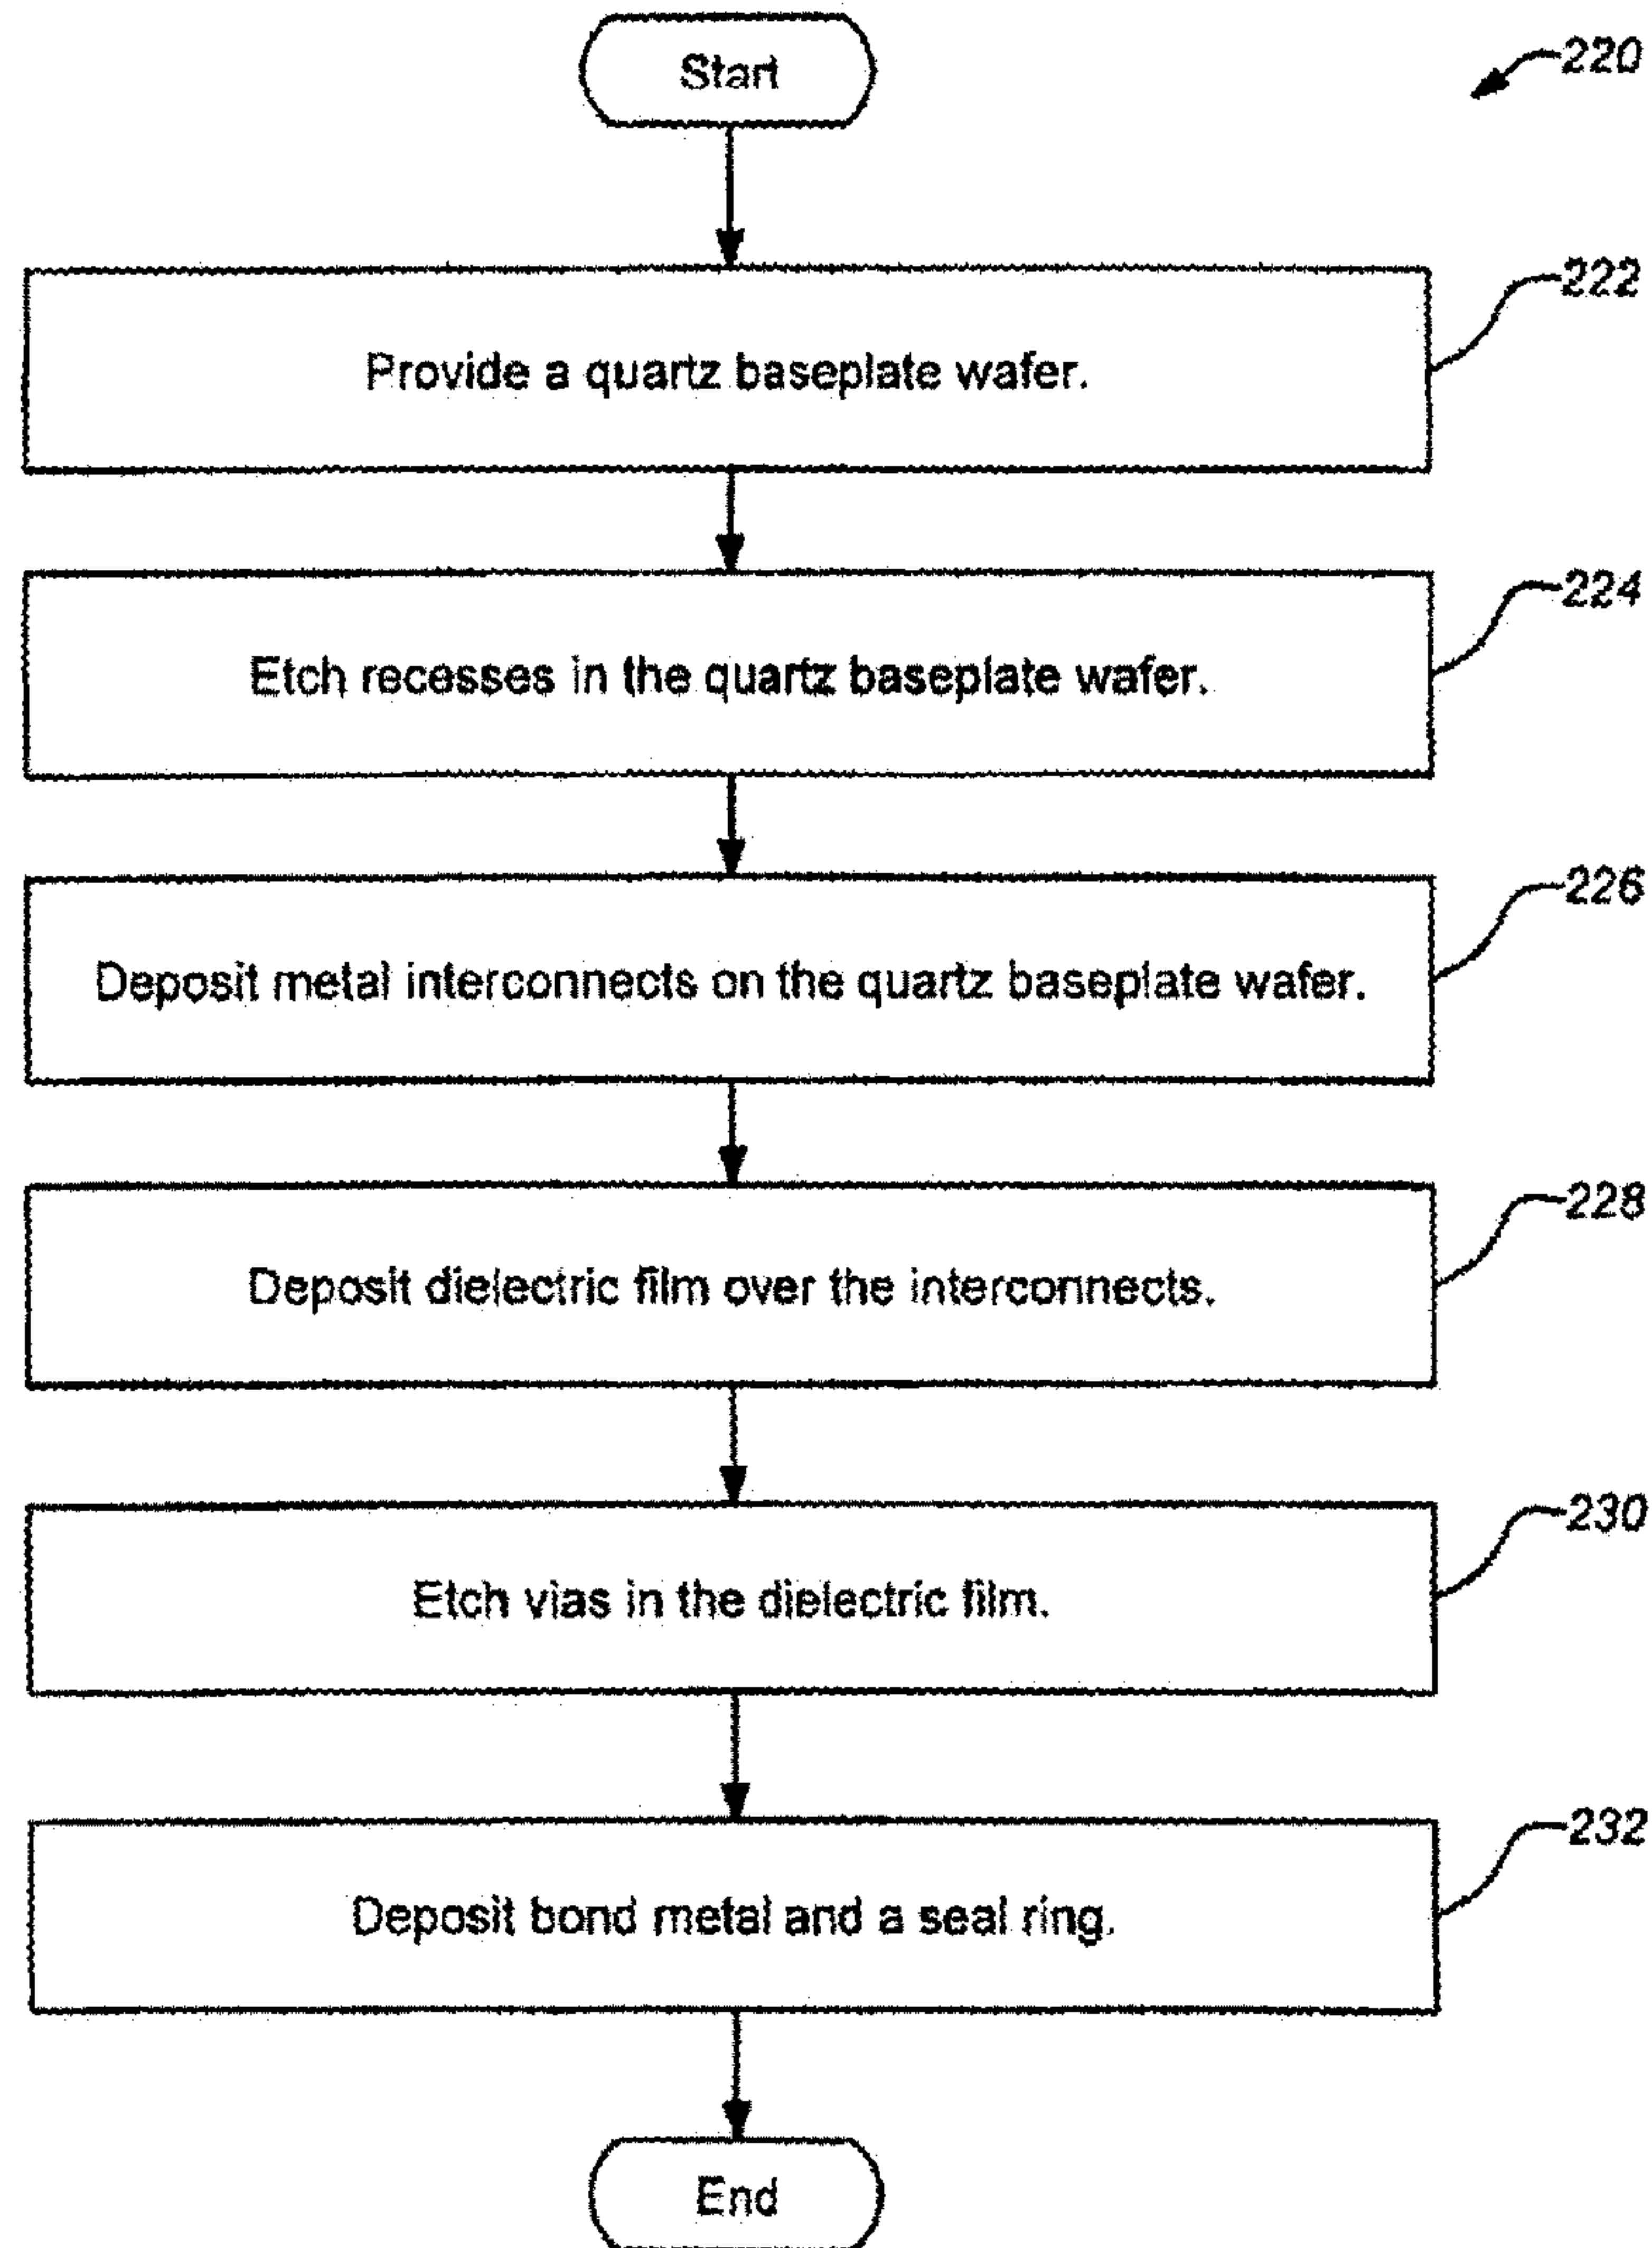 Start
220
Provide a quartz baseplate wafer.
222
Etch recesses in the quartz baseplate wafer.
224
Deposit metal interconnects on the quartz baseplate wafer.
226
Deposit dielectric film over the interconnects.
228
Etch vias in the dielectric film.
230
Deposit bond metal and a seal ring.
232
End